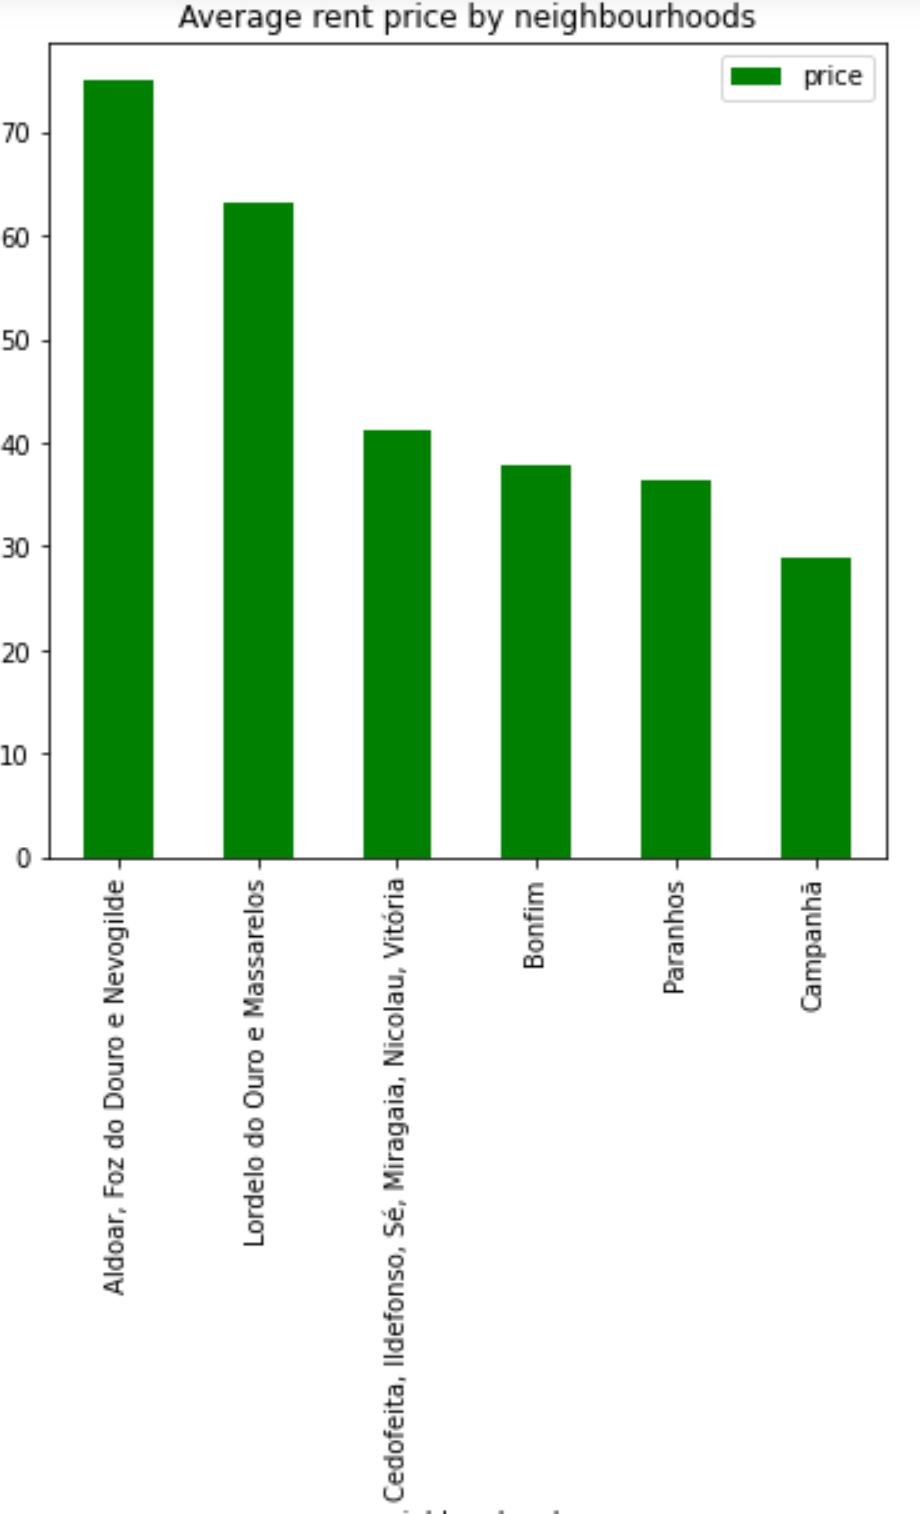 Average rent price by neighbourhoods
price
70
60
50
40
30
20
10
0
Aldoar, Foz do Douro e Nevogilde
Lordelo do Ouro e Massarelos
Cedofeita, Ildefonso, Sé, Miragaia, Nicolau, Vitória
Bonfim
Paranhos
Campanhã